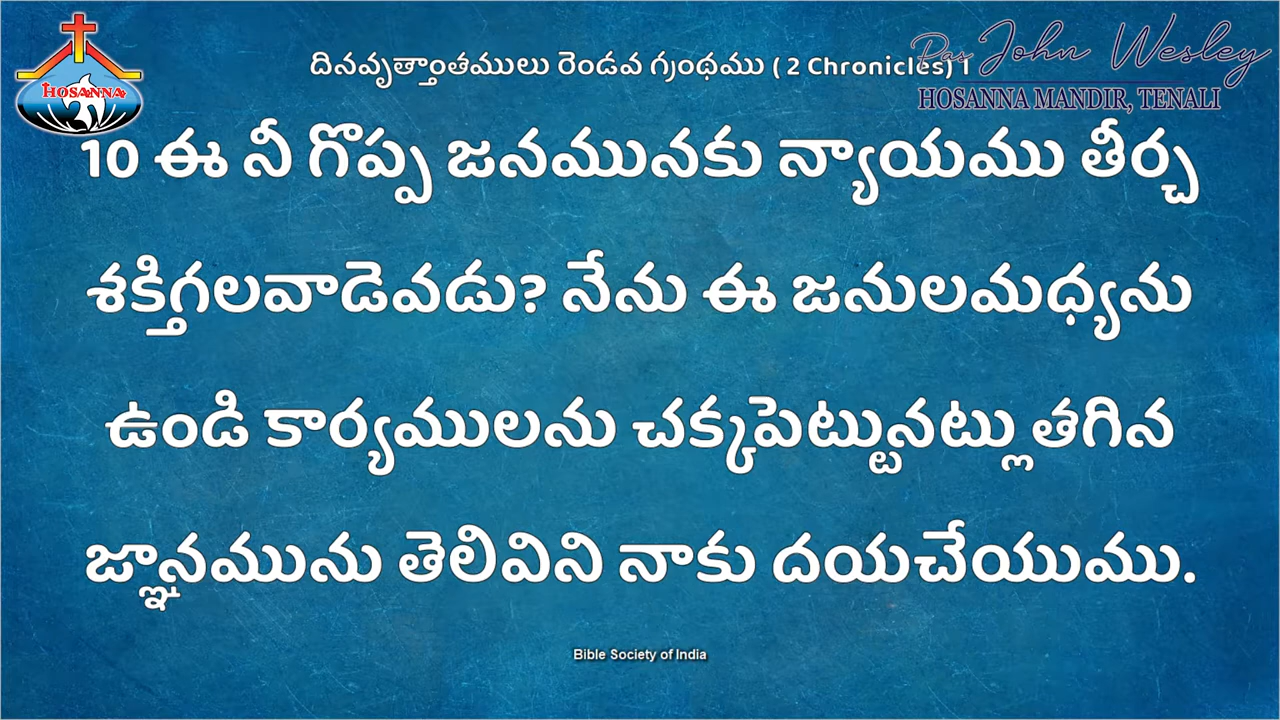 HOSANNA
దినవృత్తాంతములు రెండవ గ్రంథము ( 2 Chronicles) 1
Pas John Wesley
HOSANNA MANDIR, TENALI
10 ఈ నీ గొప్ప జనమునకు న్యాయము తీర్చ
శక్తిగలవాడెవడు? నేను ఈ జనులమధ్యను
ఉండి కార్యములను చక్కపెట్టునట్లు తగిన
జ్ఞానమును తెలివిని నాకు దయచేయుము.
Bible Society of India